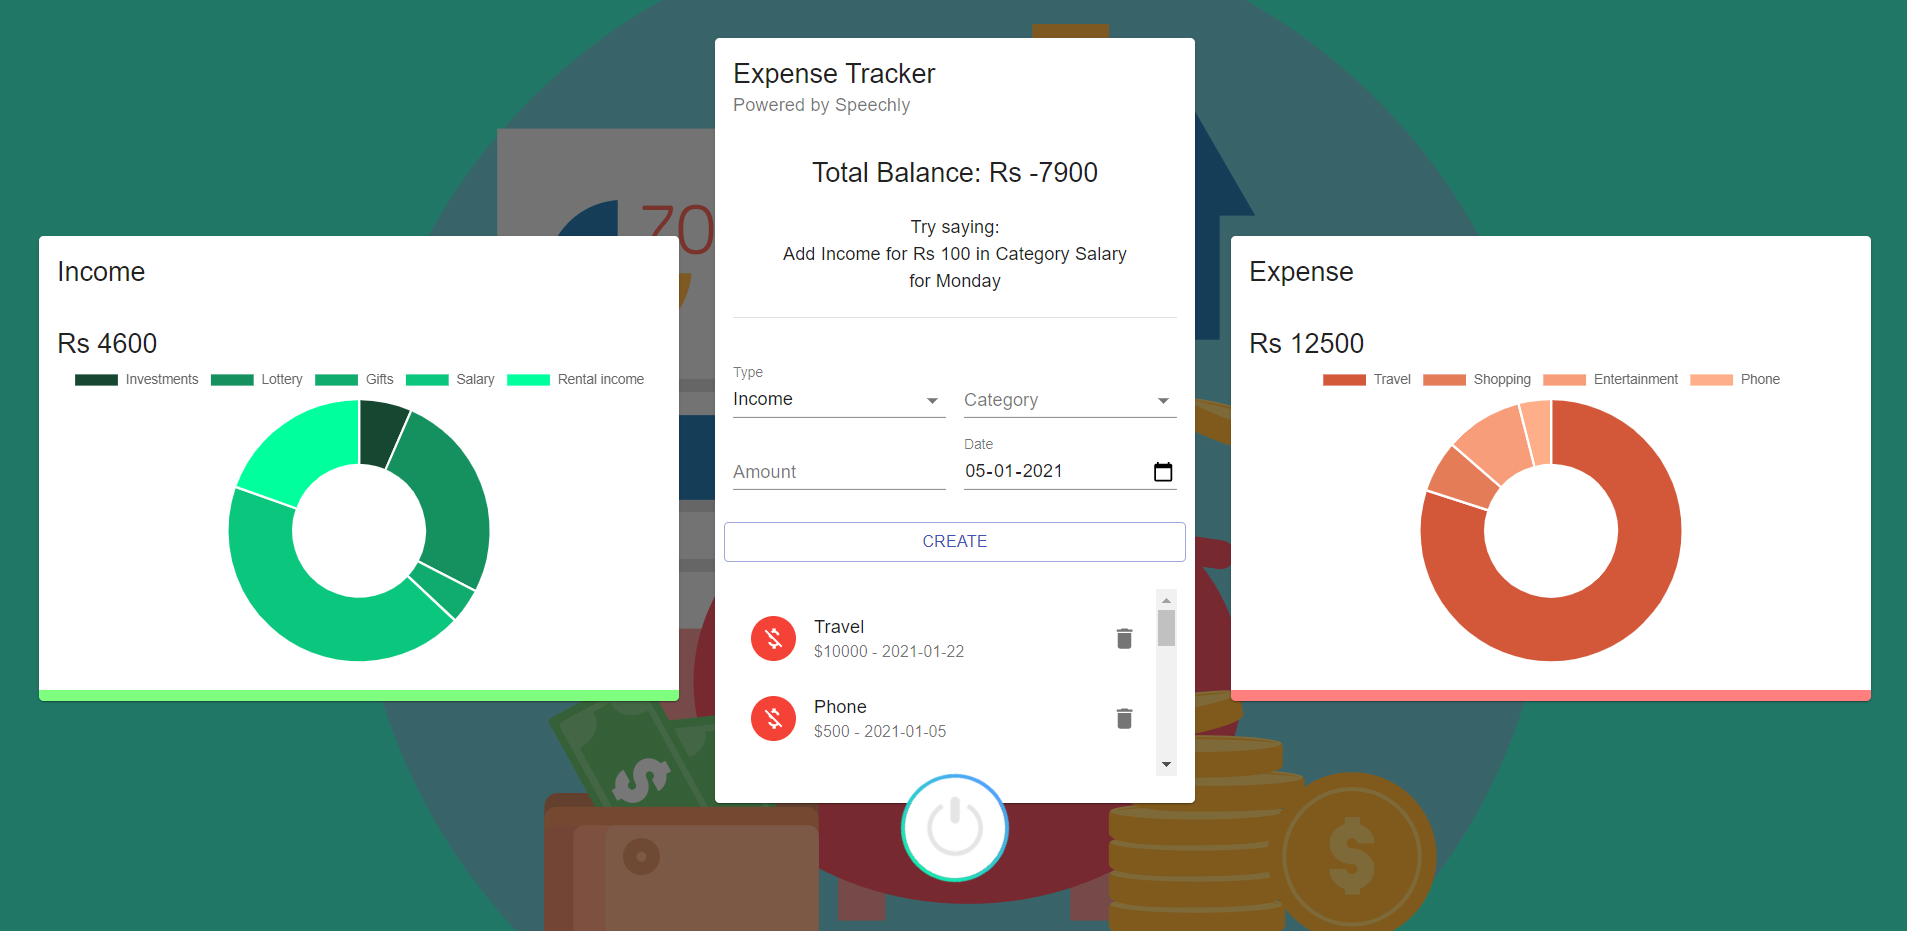 Expense Tracker
Powered by Speechly
Total Balance: Rs -7900
Try saying:
Add Income for Rs 100 in Category Salary
for Monday
70
Income
Rs 4600
Investments Lottery Gifts Salary Rental income
Type
Income
Category
Amount
Date
05-01-2021
CREATE
Travel
$10000 - 2021-01-22
Phone
$500 - 2021-01-05
Expense
Rs 12500
Travel Shopping Entertainment Phone
$
$